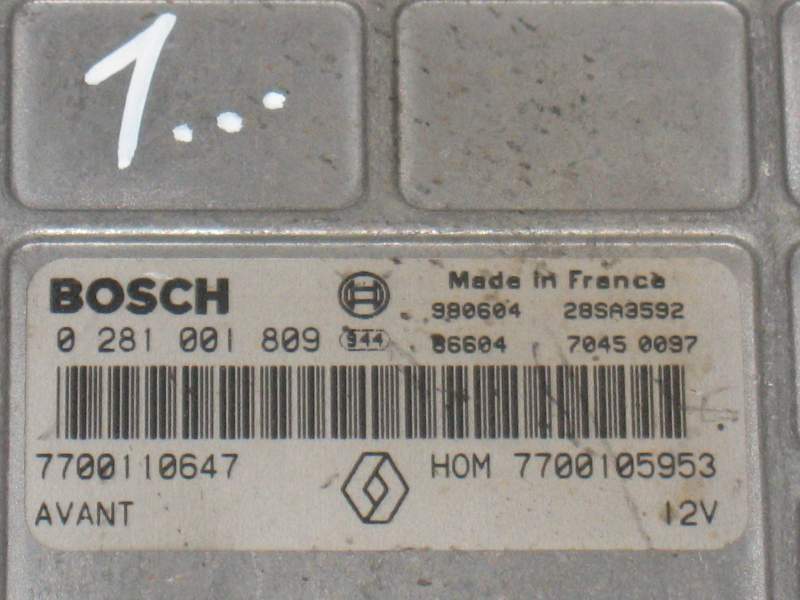 1...
BOSCH Made in France
980604 28SA3592
0 281 001 809 944 86604 7045 0097
7700110647 HOM 7700105953
AVANT 12V